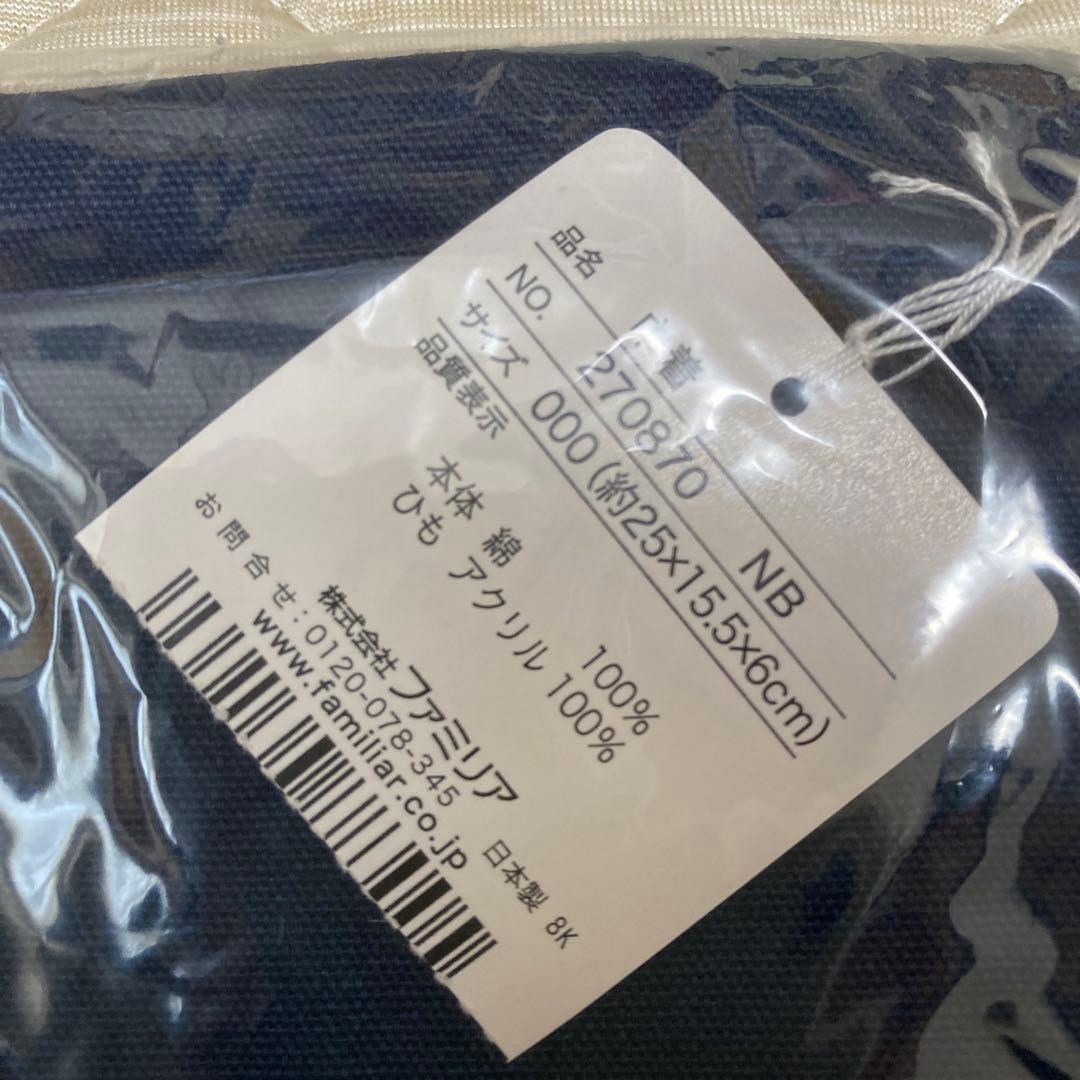 品名 巾着
NO. 270870 NB
サイズ 000(約25×15.5×6cm)
品質表示
本体 綿 100%
ひも アクリル 100%
株式会社ファミリア
お問合せ:0120-078-345
www.familiar.co.jp
日本製 8K